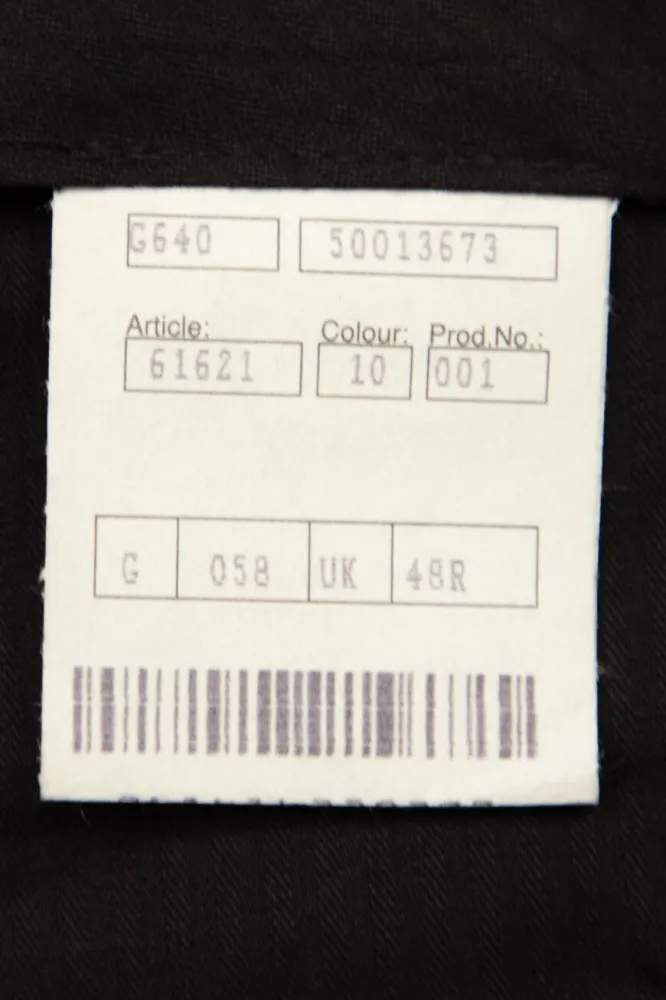 G640 50013673
Article: Colour: Prod.No.:
61621 10 001
G 058 UK 48R